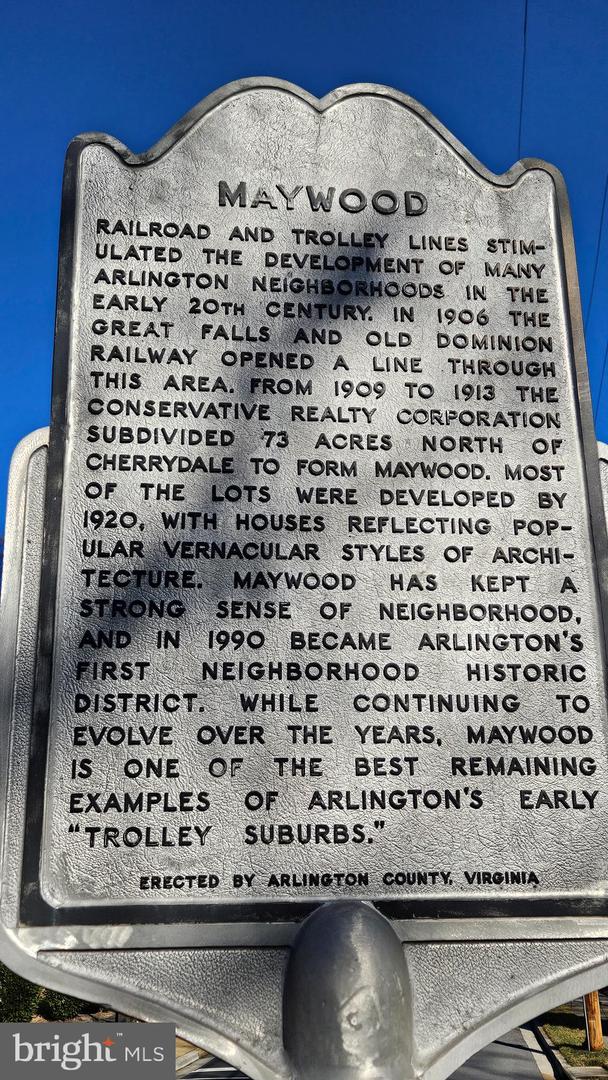 MAYWOOD
RAILROAD AND TROLLEY LINES STIM-
ULATED THE DEVELOPMENT OF MANY
ARLINGTON NEIGHBORHOODS IN THE
EARLY 20TH CENTURY. IN 1906 THE
GREAT FALLS AND OLD DOMINION
RAILWAY OPENED A LINE THROUGH
THIS AREA. FROM 1909 TO 1913 THE
CONSERVATIVE REALTY CORPORATION
SUBDIVIDED 73 ACRES NORTH OF
CHERRYDALE TO FORM MAYWOOD. MOST
OF THE LOTS WERE DEVELOPED BY
1920, WITH HOUSES REFLECTING POP-
ULAR VERNACULAR STYLES OF ARCHI-
TECTURE. MAYWOOD HAS KEPT A
STRONG SENSE OF NEIGHBORHOOD,
AND IN 1990 BECAME ARLINGTON'S
FIRST NEIGHBORHOOD HISTORIC
DISTRICT. WHILE CONTINUING TO
EVOLVE OVER THE YEARS, MAYWOOD
IS ONE OF THE BEST REMAINING
EXAMPLES OF ARLINGTON'S EARLY
"TROLLEY SUBURBS."
ERECTED BY ARLINGTON COUNTY, VIRGINIA
bright™ MLS